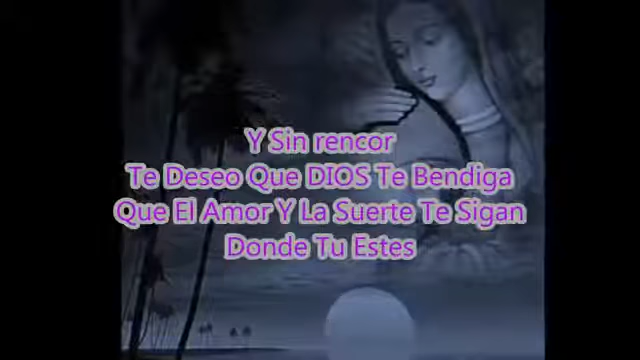 Y Sin rencor
Te Deseo Que DIOS Te Bendiga
Que El Amor Y La Suerte Te Sigan
Donde Tu Estes